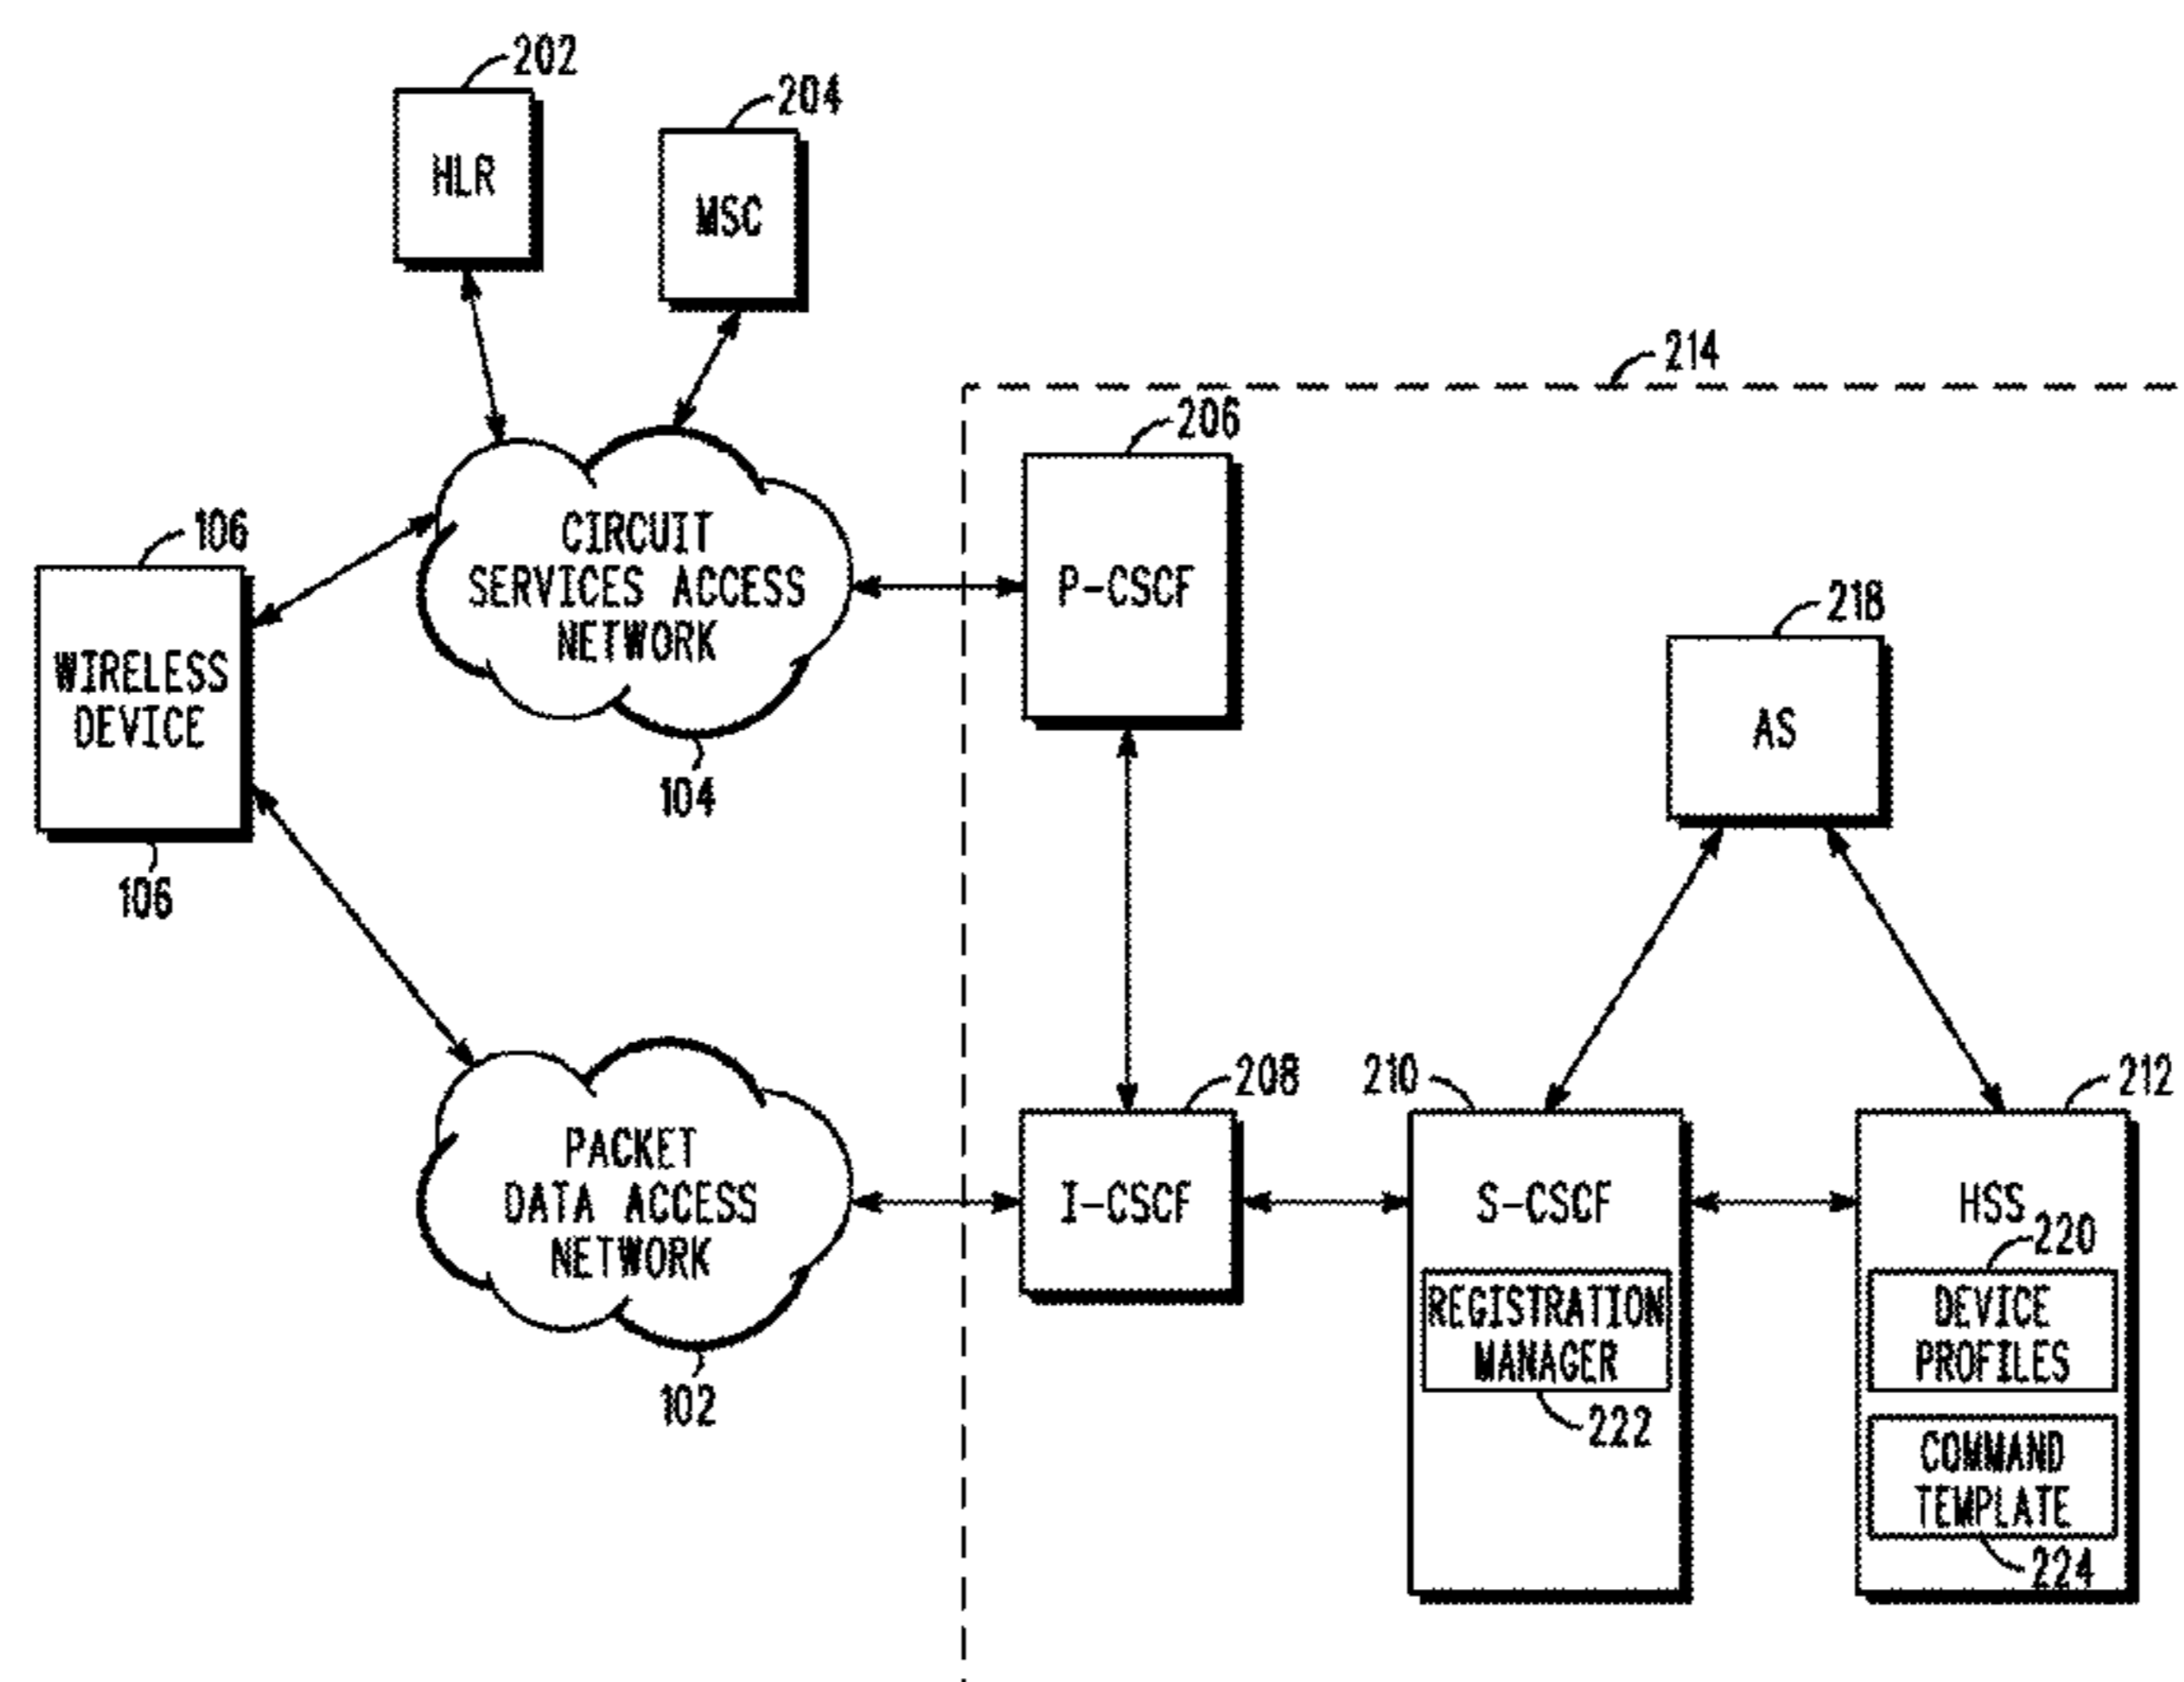 202
HLR
204
MSC
214
206
P-CSCF
106
WIRELESS
DEVICE
106
CIRCUIT
SERVICES ACCESS
NETWORK
104
218
AS
PACKET
DATA ACCESS
NETWORK
102
208
I-CSCF
210
S-CSCF
REGISTRATION
MANAGER
222
212
HSS
220
DEVICE
PROFILES
COMMAND
TEMPLATE
224